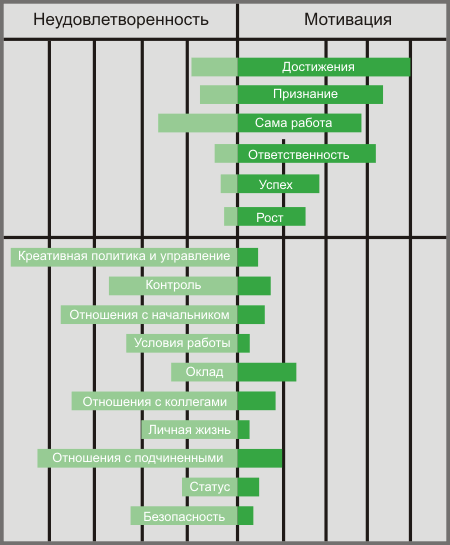 Неудовлетворенность Мотивация
Достижения
Признание
Сама работа
Ответственность
Успех
Рост
Креативная политика и управление
Контроль
Отношения с начальником
Условия работы
Оклад
Отношения с коллегами
Личная жизнь
Отношения с подчиненными
Статус
Безопасность